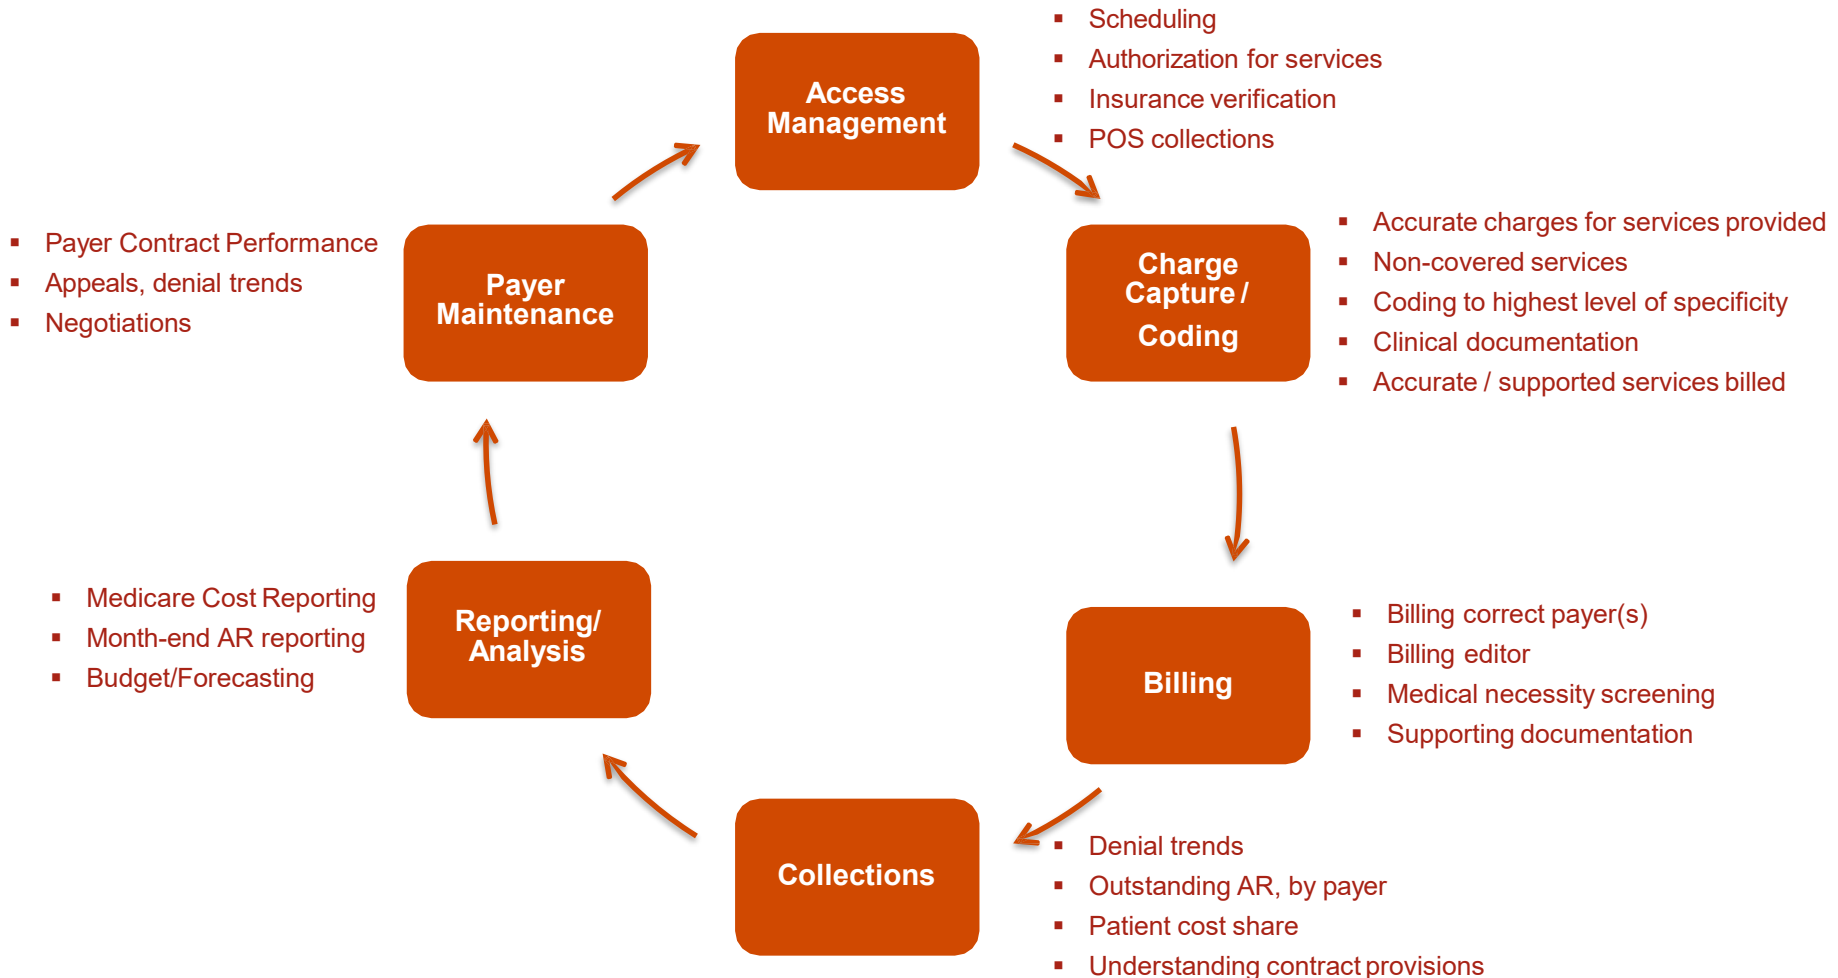 Access
Management
▪ Scheduling
▪ Authorization for services
▪ Insurance verification
▪ POS collections
Charge
Capture /
Coding
▪ Accurate charges for services provided
▪ Non-covered services
▪ Coding to highest level of specificity
▪ Clinical documentation
▪ Accurate / supported services billed
Billing
▪ Billing correct payer(s)
▪ Billing editor
▪ Medical necessity screening
▪ Supporting documentation
Collections
▪ Denial trends
▪ Outstanding AR, by payer
▪ Patient cost share
▪ Understanding contract provisions
Reporting/
Analysis
▪ Medicare Cost Reporting
▪ Month-end AR reporting
▪ Budget/Forecasting
Payer
Maintenance
▪ Payer Contract Performance
▪ Appeals, denial trends
▪ Negotiations